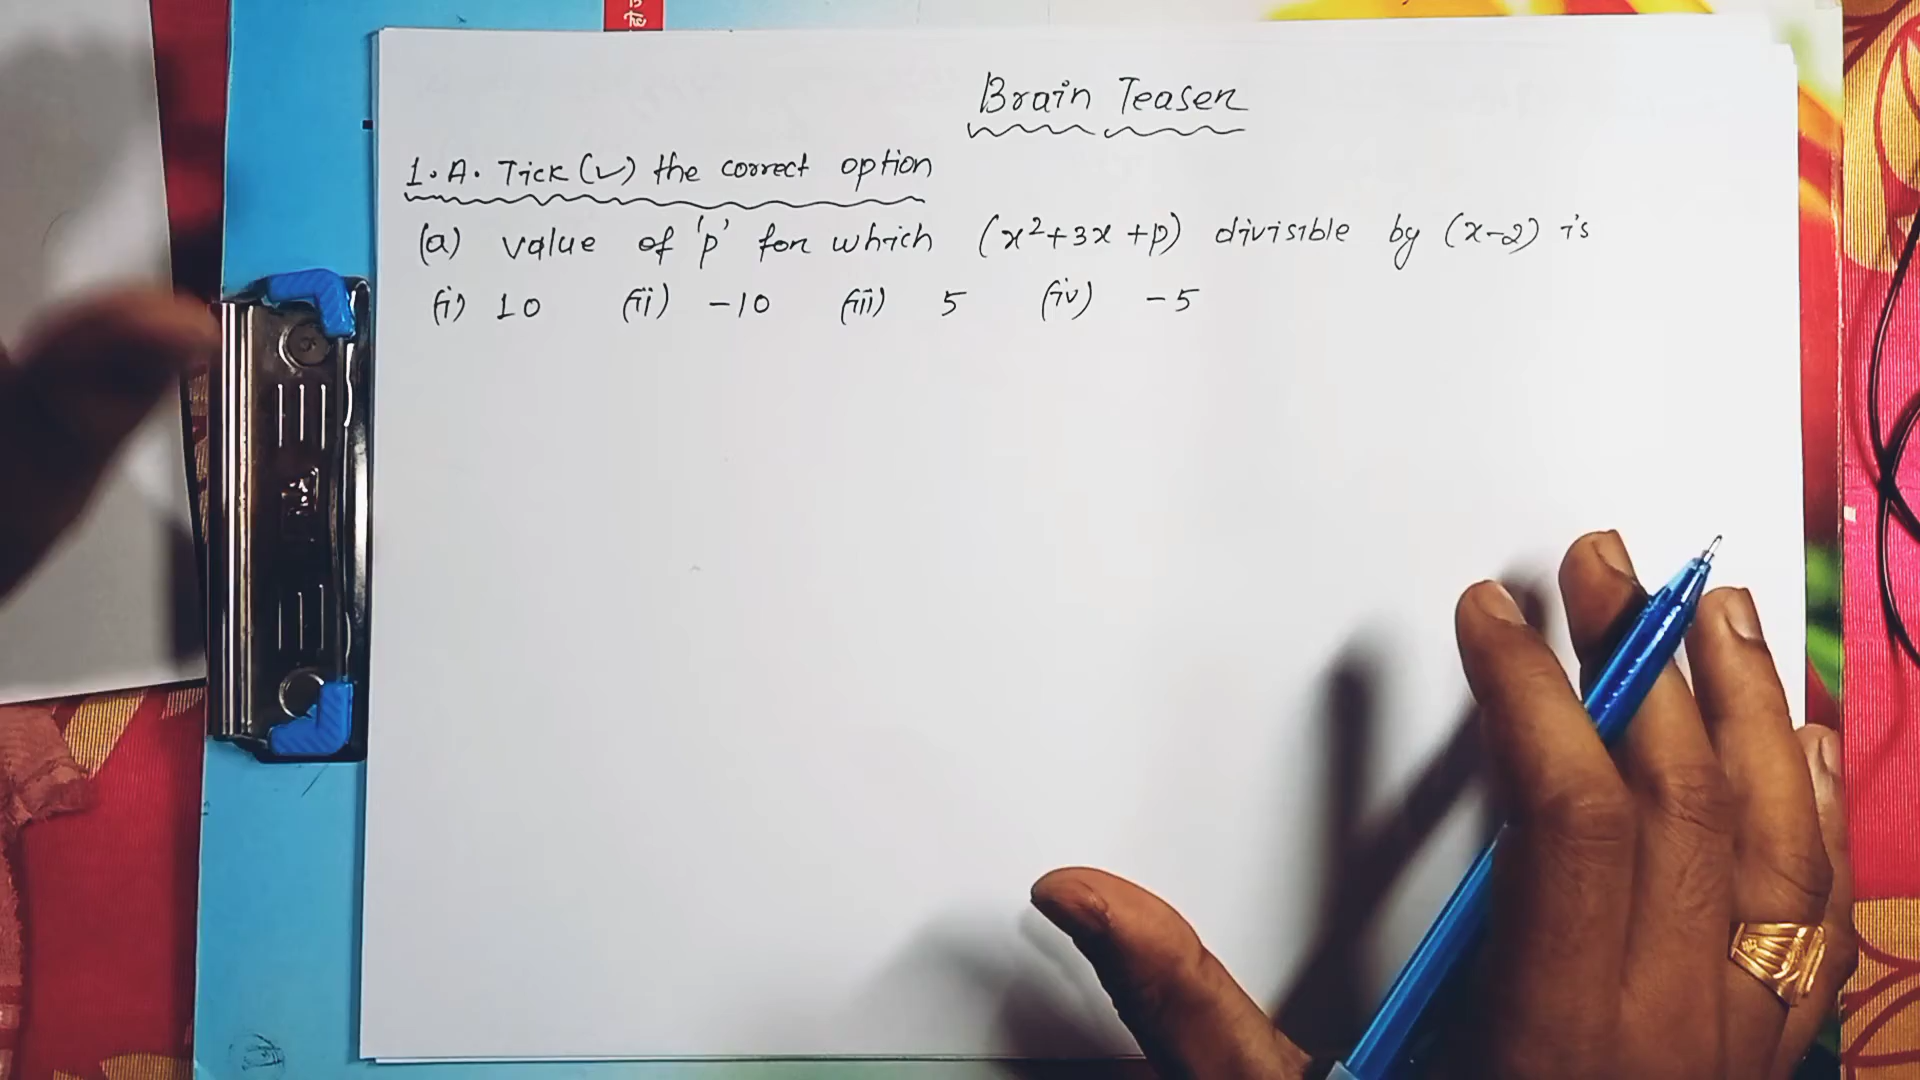 Brain Teaser
1. A. Tick (✓) the correct option
(a) value of 'p' for which (x²+3x+p) divisible by (x-2) is
(i) 10 (ii) -10 (iii) 5 (iv) -5